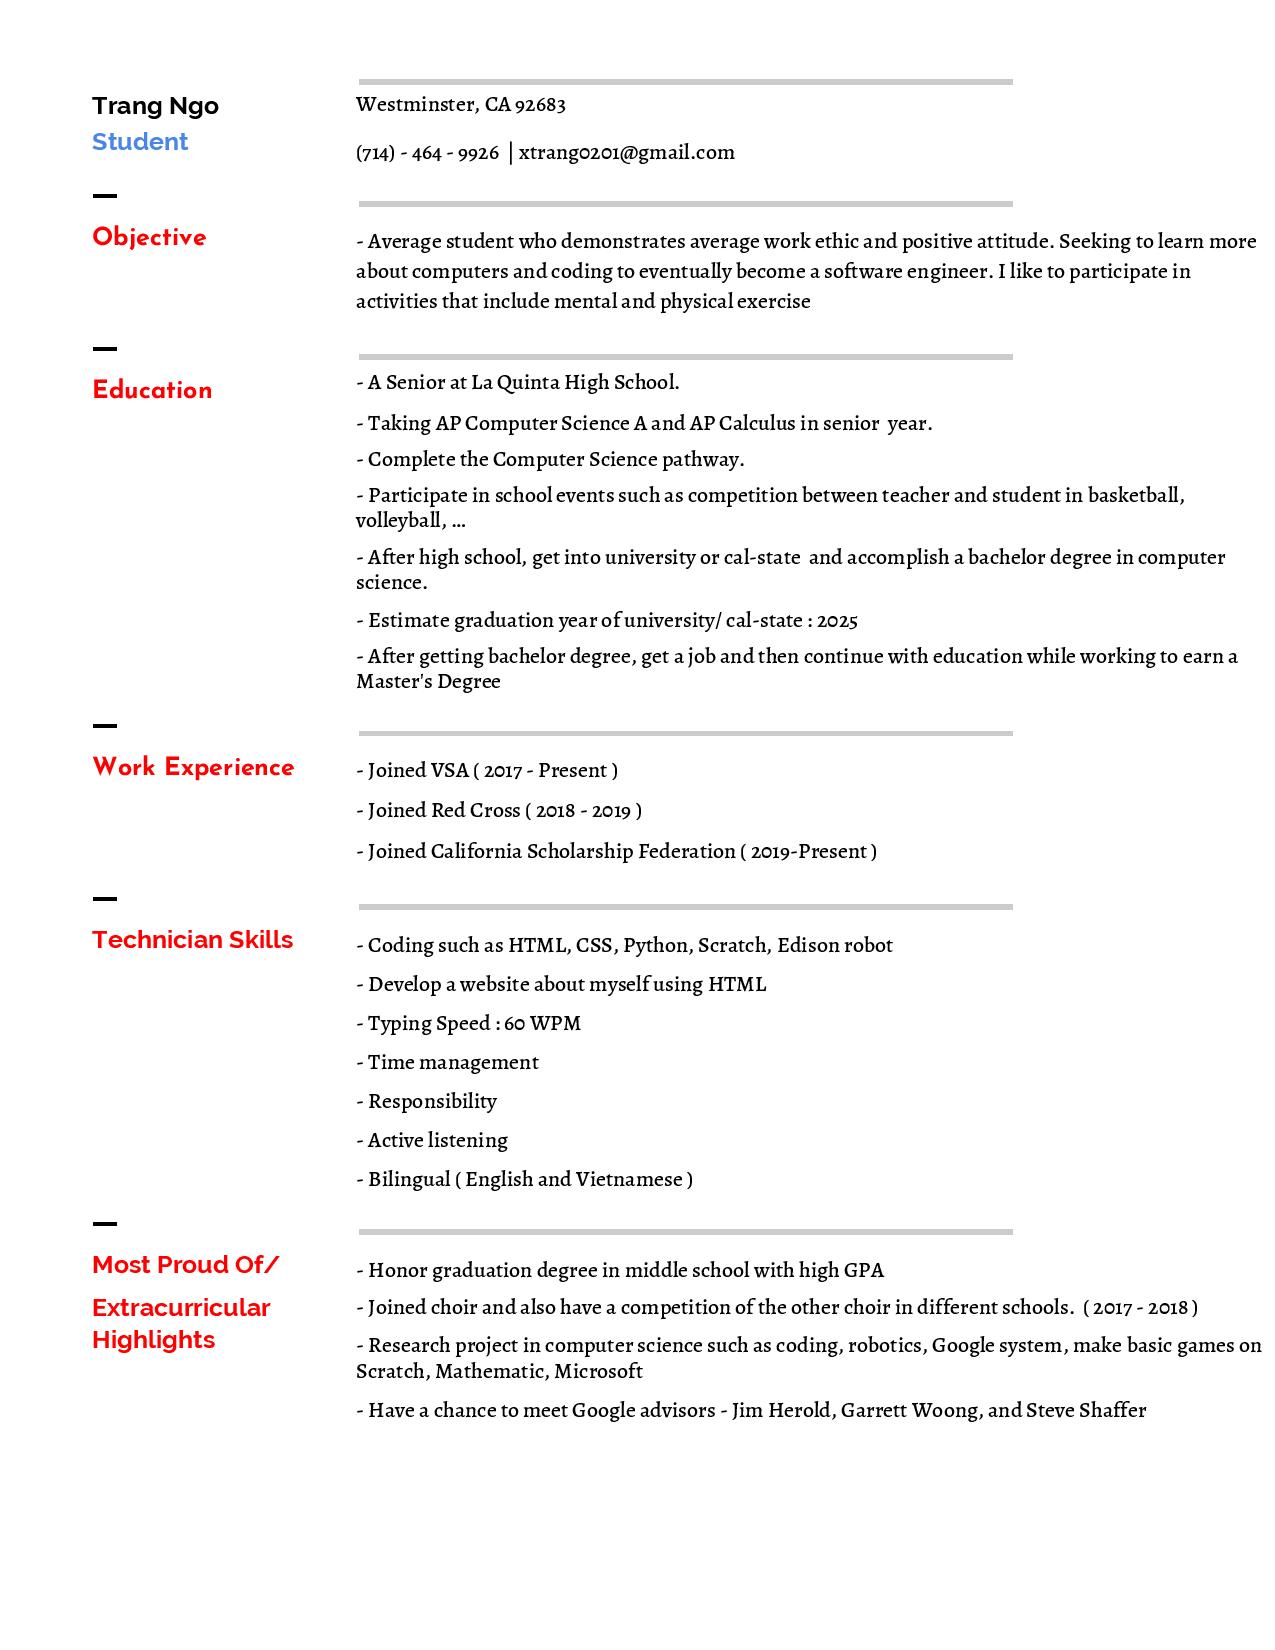 Trang Ngo
Student
Westminster, CA 92683
(714) - 464 - 9926 | xtrang0201@gmail.com
Objective
- Average student who demonstrates average work ethic and positive attitude. Seeking to learn more
about computers and coding to eventually become a software engineer. I like to participate in
activities that include mental and physical exercise
Education
- A Senior at La Quinta High School.
- Taking AP Computer Science A and AP Calculus in senior  year.
- Complete the Computer Science pathway.
- Participate in school events such as competition between teacher and student in basketball,
volleyball, ...
- After high school, get into university or cal-state  and accomplish a bachelor degree in computer
science.
- Estimate graduation year of university/ cal-state : 2025
- After getting bachelor degree, get a job and then continue with education while working to earn a
Master's Degree
Work Experience
- Joined VSA ( 2017 - Present )
- Joined Red Cross ( 2018 - 2019 )
- Joined California Scholarship Federation ( 2019-Present )
Technician Skills
- Coding such as HTML, CSS, Python, Scratch, Edison robot
- Develop a website about myself using HTML
- Typing Speed : 60 WPM
- Time management
- Responsibility
- Active listening
- Bilingual ( English and Vietnamese )
Most Proud Of/
Extracurricular
Highlights
- Honor graduation degree in middle school with high GPA
- Joined choir and also have a competition of the other choir in different schools.  ( 2017 - 2018 )
- Research project in computer science such as coding, robotics, Google system, make basic games on
Scratch, Mathematic, Microsoft
- Have a chance to meet Google advisors - Jim Herold, Garrett Woong, and Steve Shaffer